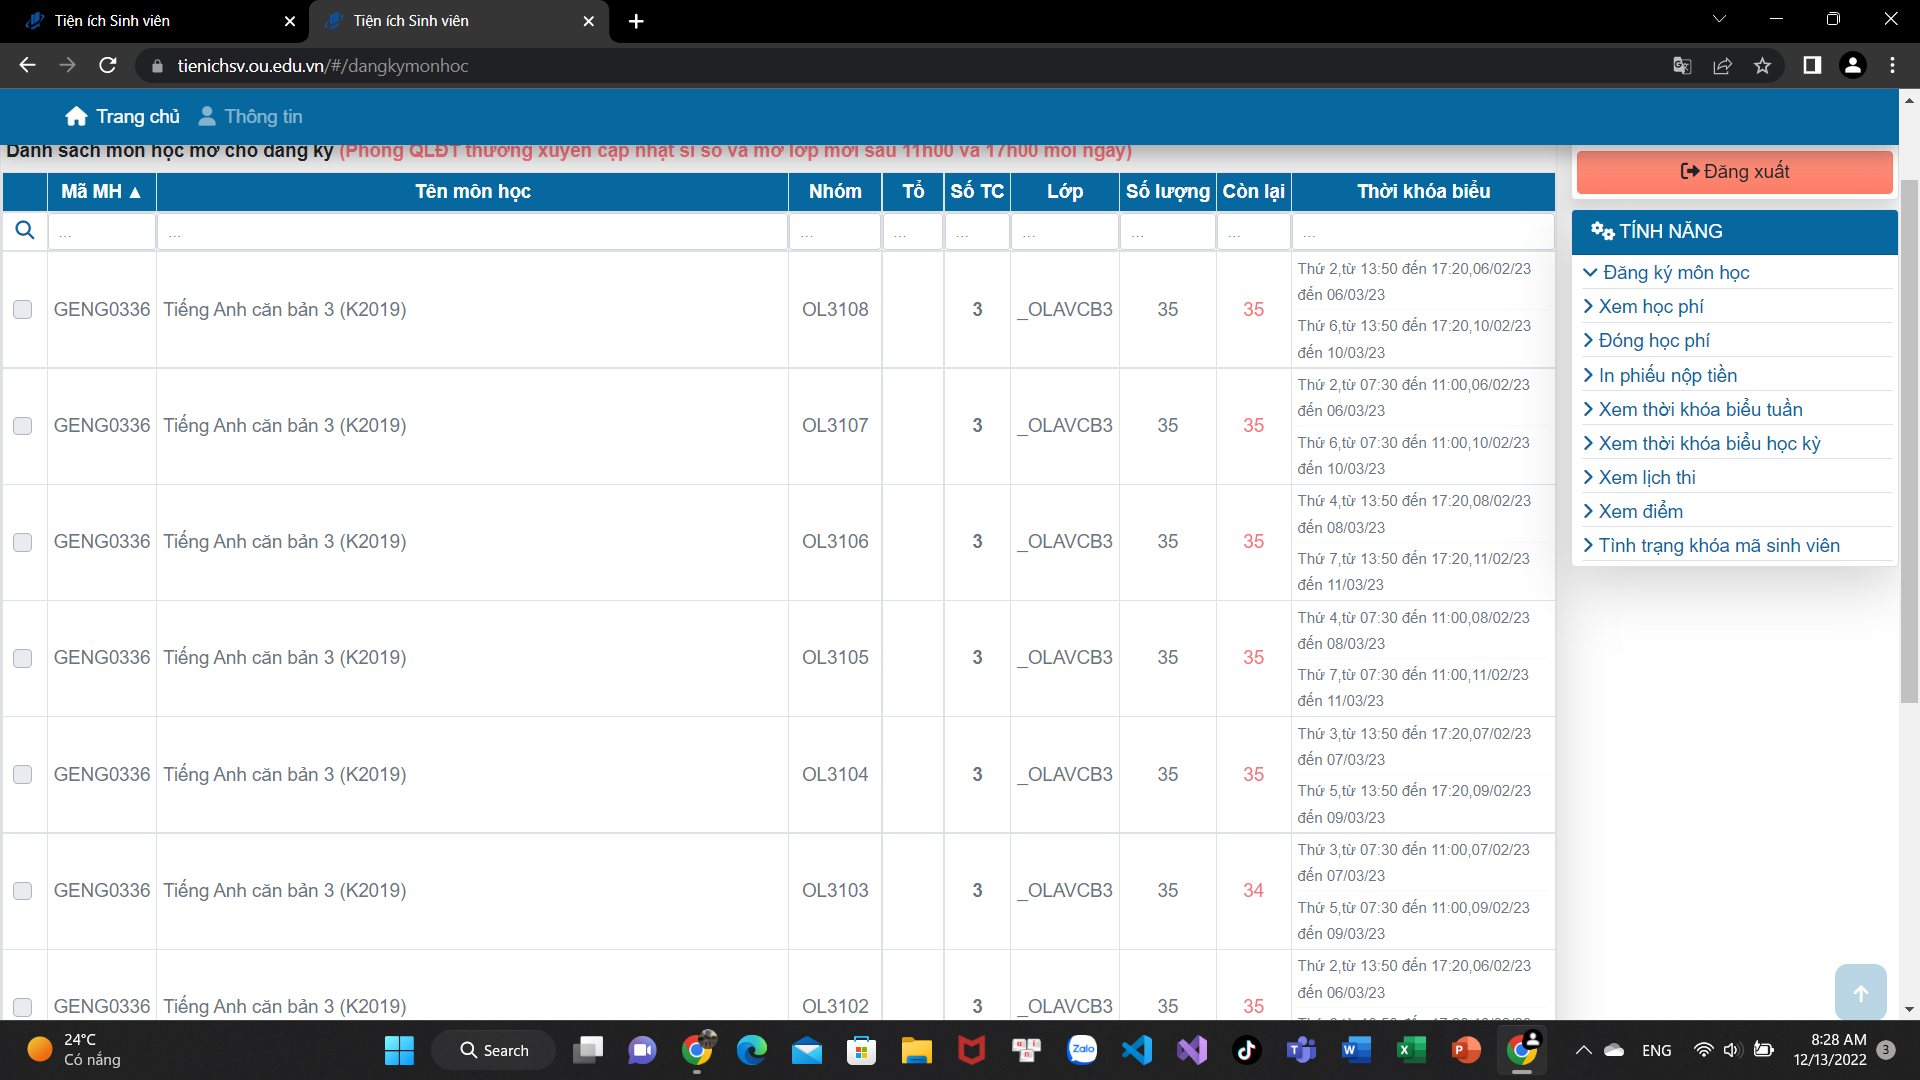 Tiện ích Sinh viên
Tiện ích Sinh viên
tienichsv.ou.edu.vn/#/dangkymonhoc
Trang chủ Thông tin
Danh sách môn học mở cho đăng ký (Phòng QLĐT thường xuyên cập nhật sĩ số và mở lớp mới sau 11h00 và 17h00 mỗi ngày)
Mã MH ▲ Tên môn học Nhóm Tổ Số TC Lớp Số lượng Còn lại Thời khóa biểu
... ... ... ... ... ... ... ... ...
GENG0336 Tiếng Anh căn bản 3 (K2019) OL3108 3 _OLAVCB3 35 35
Thứ 2,từ 13:50 đến 17:20,06/02/23
đến 06/03/23
Thứ 6,từ 13:50 đến 17:20,10/02/23
đến 10/03/23
GENG0336 Tiếng Anh căn bản 3 (K2019) OL3107 3 _OLAVCB3 35 35
Thứ 2,từ 07:30 đến 11:00,06/02/23
đến 06/03/23
Thứ 6,từ 07:30 đến 11:00,10/02/23
đến 10/03/23
GENG0336 Tiếng Anh căn bản 3 (K2019) OL3106 3 _OLAVCB3 35 35
Thứ 4,từ 13:50 đến 17:20,08/02/23
đến 08/03/23
Thứ 7,từ 13:50 đến 17:20,11/02/23
đến 11/03/23
GENG0336 Tiếng Anh căn bản 3 (K2019) OL3105 3 _OLAVCB3 35 35
Thứ 4,từ 07:30 đến 11:00,08/02/23
đến 08/03/23
Thứ 7,từ 07:30 đến 11:00,11/02/23
đến 11/03/23
GENG0336 Tiếng Anh căn bản 3 (K2019) OL3104 3 _OLAVCB3 35 35
Thứ 3,từ 13:50 đến 17:20,07/02/23
đến 07/03/23
Thứ 5,từ 13:50 đến 17:20,09/02/23
đến 09/03/23
GENG0336 Tiếng Anh căn bản 3 (K2019) OL3103 3 _OLAVCB3 35 34
Thứ 3,từ 07:30 đến 11:00,07/02/23
đến 07/03/23
Thứ 5,từ 07:30 đến 11:00,09/02/23
đến 09/03/23
GENG0336 Tiếng Anh căn bản 3 (K2019) OL3102 3 _OLAVCB3 35 35
Thứ 2,từ 13:50 đến 17:20,06/02/23
đến 06/03/23
Đăng xuất
TÍNH NĂNG
Đăng ký môn học
Xem học phí
Đóng học phí
In phiếu nộp tiền
Xem thời khóa biểu tuần
Xem thời khóa biểu học kỳ
Xem lịch thi
Xem điểm
Tình trạng khóa mã sinh viên
24°C
Có nắng
Search
Zalo
ENG
8:28 AM
12/13/2022
3